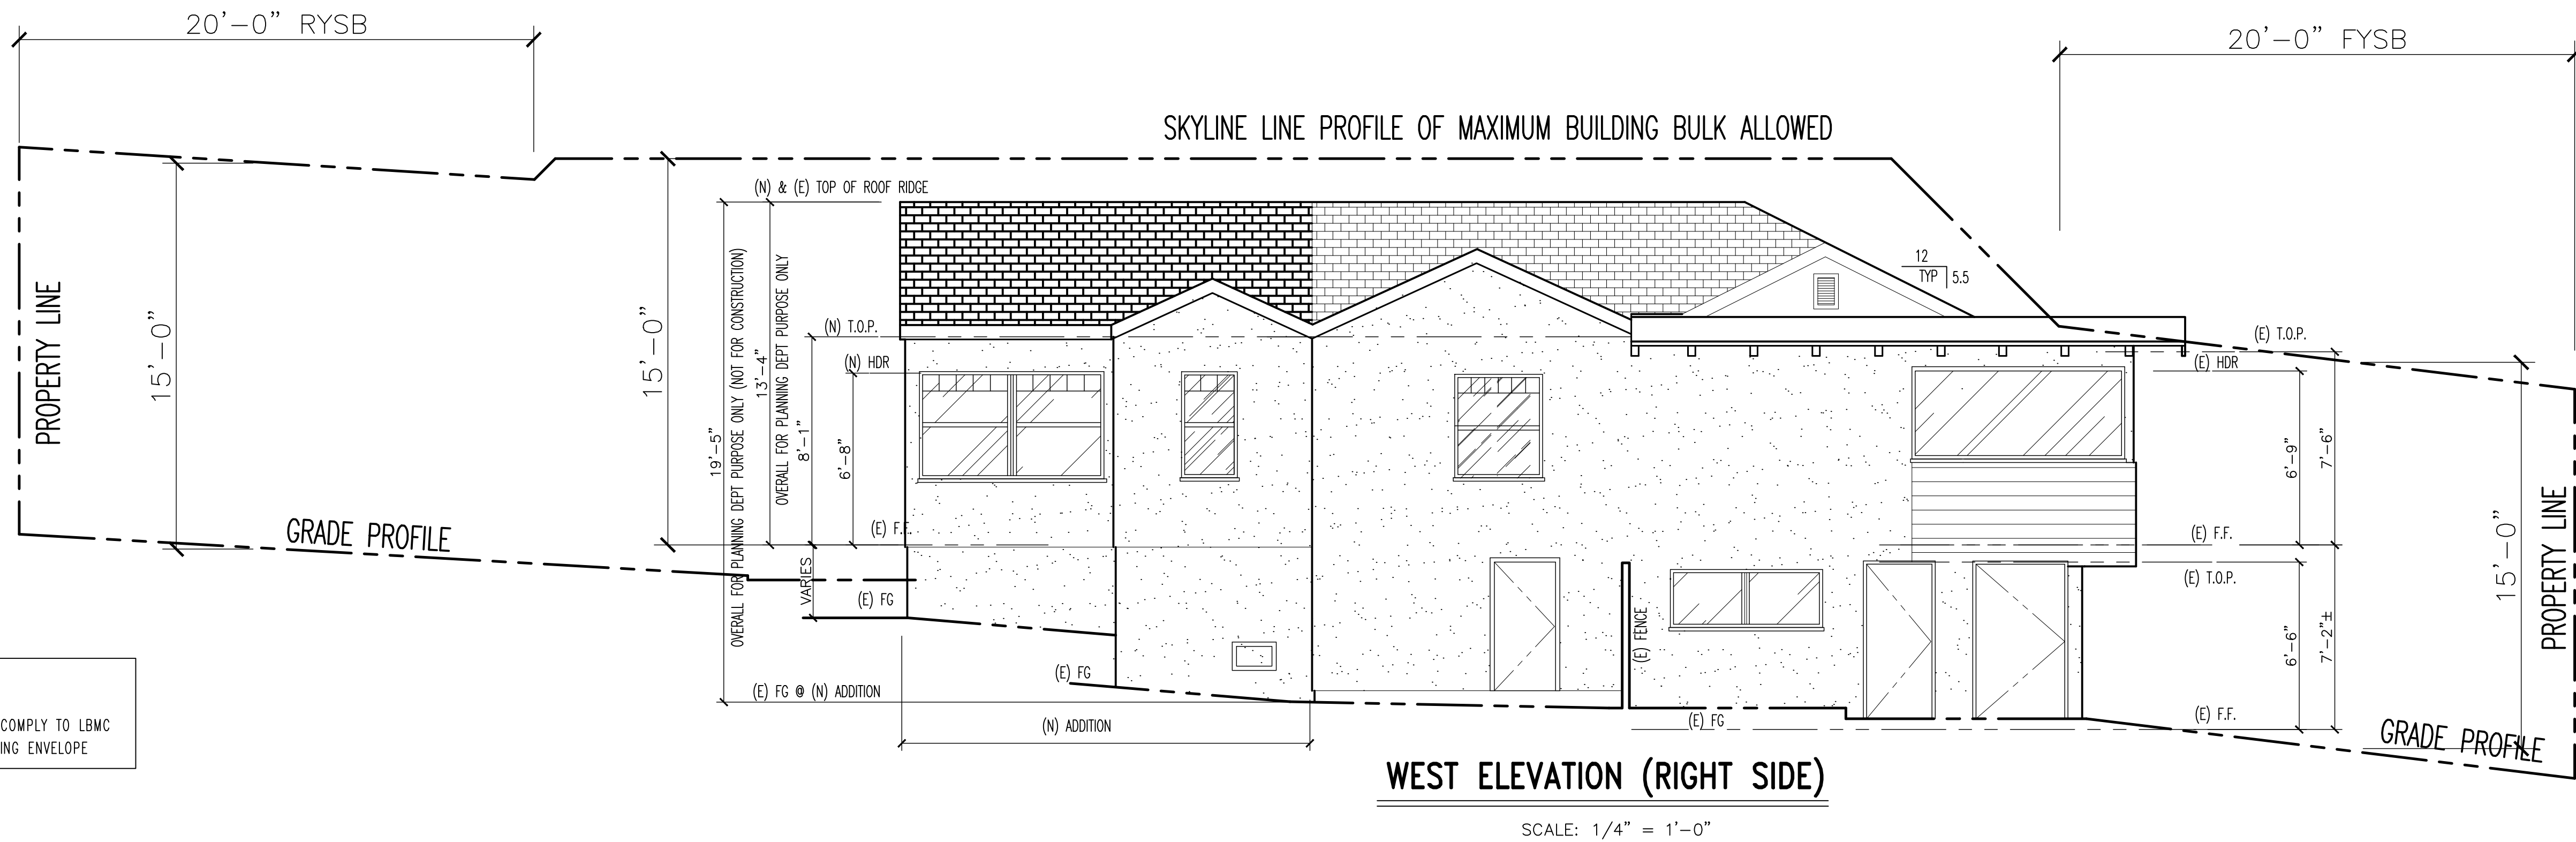 20'-0" RYSB
20'-0" FYSB
SKYLINE LINE PROFILE OF MAXIMUM BUILDING BULK ALLOWED
(N) & (E) TOP OF ROOF RIDGE
PROPERTY LINE
15'-0"
15'-0"
19'-5"
OVERALL FOR PLANNING DEPT PURPOSE ONLY (NOT FOR CONSTRUCTION)
13'-4"
OVERALL FOR PLANNING DEPT PURPOSE ONLY
8'-1"
6'-8"
(N) T.O.P.
(N) HDR
(E) F.F.
VARIES
(E) FG
12
TYP 5.5
(E) T.O.P.
(E) HDR
6'-9"
7'-6"
(E) F.F.
(E) T.O.P.
6'-6"
7'-2"±
(E) F.F.
15'-0"
PROPERTY LINE
GRADE PROFILE
GRADE PROFILE
(E) FENCE
(E) FG
(E) FG @ (N) ADDITION
(N) ADDITION
(E) FG
COMPLY TO LBMC
ING ENVELOPE
WEST ELEVATION (RIGHT SIDE)
SCALE: 1/4" = 1'-0"